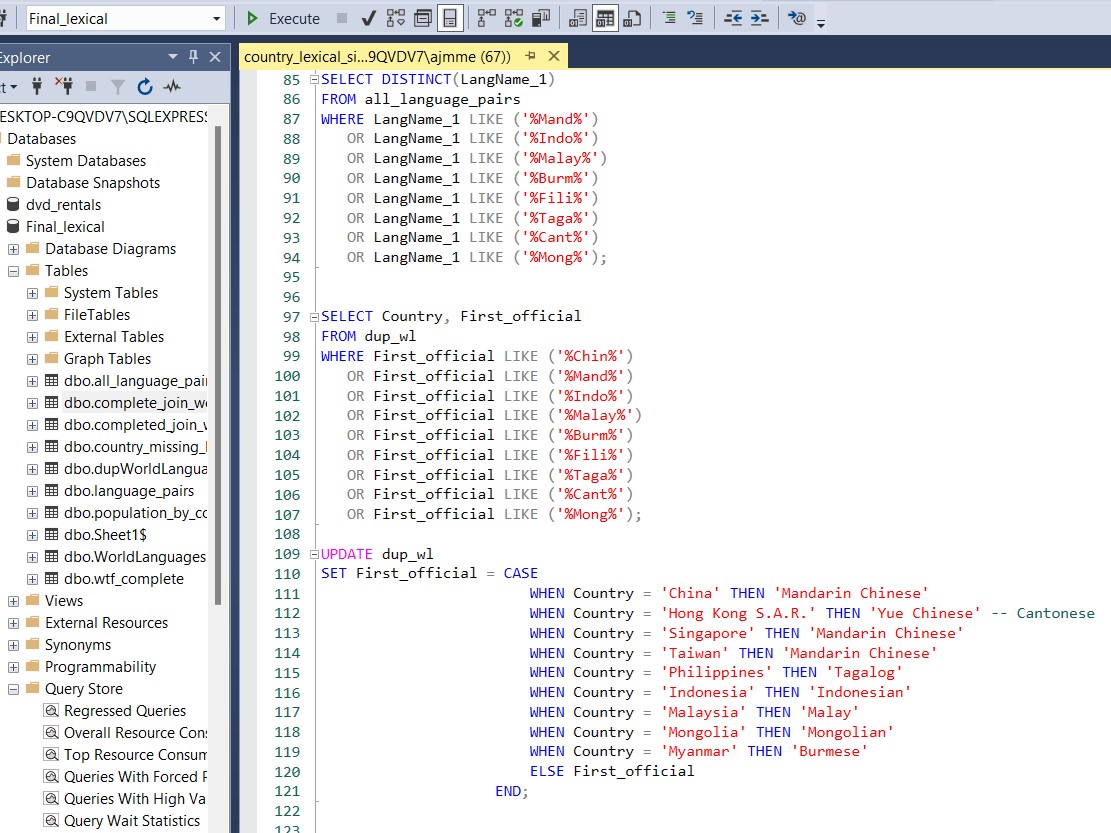 Final_lexical
Execute
Explorer
country_lexical_si...9QVDV7\ajmme (67))
ESKTOP-C9QVDV7\SQLEXPRESS
Databases
System Databases
Database Snapshots
dvd_rentals
Final_lexical
Database Diagrams
Tables
System Tables
FileTables
External Tables
Graph Tables
dbo.all_language_pai
dbo.complete_join_w
dbo.completed_join_w
dbo.country_missing_
dbo.dupWorldLangua
dbo.language_pairs
dbo.population_by_co
dbo.Sheet1$
dbo.WorldLanguages
dbo.wtf_complete
Views
External Resources
Synonyms
Programmability
Query Store
Regressed Queries
Overall Resource Con
Top Resource Consum
Queries With Forced P
Queries With High Va
Query Wait Statistics
85 SELECT DISTINCT(LangName_1)
86 FROM all_language_pairs
87 WHERE LangName_1 LIKE ('%Mand%')
88 OR LangName_1 LIKE ('%Indo%')
89 OR LangName_1 LIKE ('%Malay%')
90 OR LangName_1 LIKE ('%Burm%')
91 OR LangName_1 LIKE ('%Fili%')
92 OR LangName_1 LIKE ('%Taga%')
93 OR LangName_1 LIKE ('%Cant%')
94 OR LangName_1 LIKE ('%Mong%');
95
96
97 SELECT Country, First_official
98 FROM dup_wl
99 WHERE First_official LIKE ('%Chin%')
100 OR First_official LIKE ('%Mand%')
101 OR First_official LIKE ('%Indo%')
102 OR First_official LIKE ('%Malay%')
103 OR First_official LIKE ('%Burm%')
104 OR First_official LIKE ('%Fili%')
105 OR First_official LIKE ('%Taga%')
106 OR First_official LIKE ('%Cant%')
107 OR First_official LIKE ('%Mong%');
108
109 UPDATE dup_wl
110 SET First_official = CASE
111 WHEN Country = 'China' THEN 'Mandarin Chinese'
112 WHEN Country = 'Hong Kong S.A.R.' THEN 'Yue Chinese' -- Cantonese
113 WHEN Country = 'Singapore' THEN 'Mandarin Chinese'
114 WHEN Country = 'Taiwan' THEN 'Mandarin Chinese'
115 WHEN Country = 'Philippines' THEN 'Tagalog'
116 WHEN Country = 'Indonesia' THEN 'Indonesian'
117 WHEN Country = 'Malaysia' THEN 'Malay'
118 WHEN Country = 'Mongolia' THEN 'Mongolian'
119 WHEN Country = 'Myanmar' THEN 'Burmese'
120 ELSE First_official
121 END;
122
123